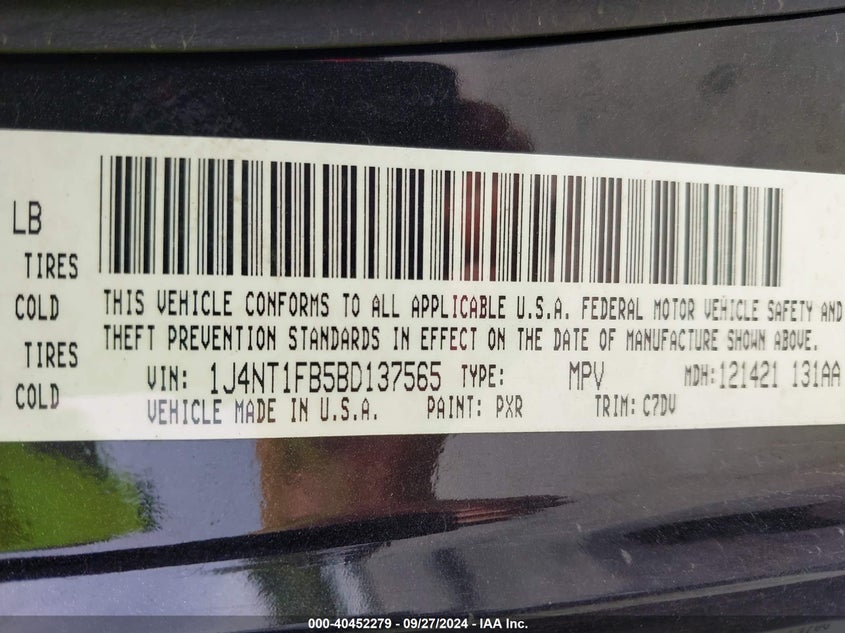 LB
TIRES
COLD
THIS VEHICLE CONFORMS TO ALL APPLICABLE U.S.A. FEDERAL MOTOR VEHICLE SAFETY AND
THEFT PREVENTION STANDARDS IN EFFECT ON THE DATE OF MANUFACTURE SHOWN ABOVE.
TIRES
VIN: 1J4NT1FB5BD137565 TYPE: MPV MDH: 121421 131AA
COLD
VEHICLE MADE IN U.S.A. PAINT: PXR TRIM: C7DV
000-40452279 - 09/27/2024 - IAA Inc.